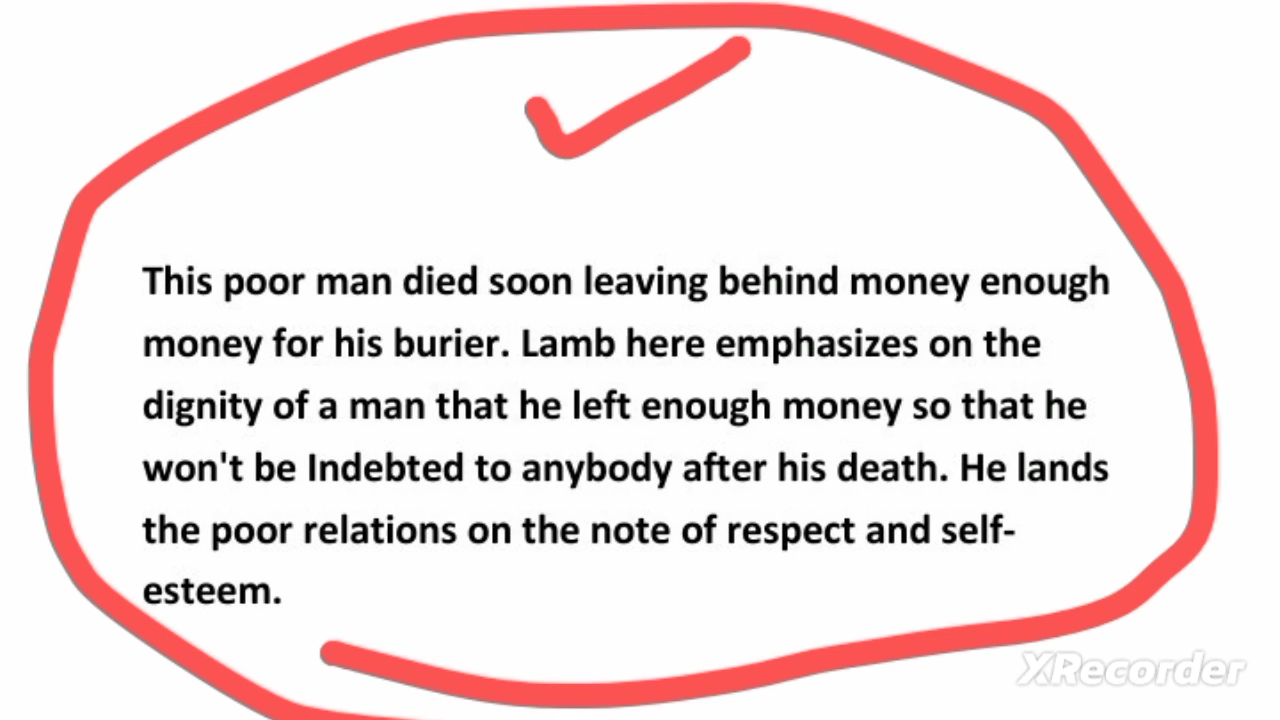 This poor man died soon leaving behind money enough
money for his burier. Lamb here emphasizes on the
dignity of a man that he left enough money so that he
won't be Indebted to anybody after his death. He lands
the poor relations on the note of respect and self-
esteem.
XRecorder